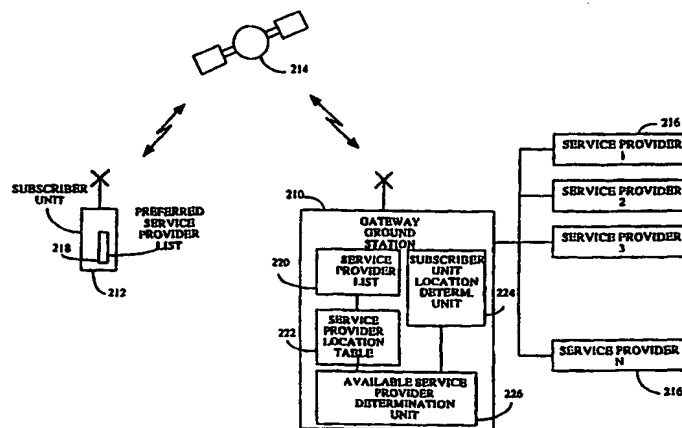 214
216
SERVICE PROVIDER
1
SERVICE PROVIDER
2
SERVICE PROVIDER
3
SERVICE PROVIDER
N
216
SUBSCRIBER
UNIT
PREFERRED
SERVICE
PROVIDER
LIST
218
212
210
GATEWAY
GROUND
STATION
220
SERVICE
PROVIDER
LIST
SUBSCRIBER
UNIT
LOCATION
DETERM.
UNIT
224
222
SERVICE
PROVIDER
LOCATION
TABLE
AVAILABLE SERVICE
PROVIDER
DETERMINATION
UNIT
226